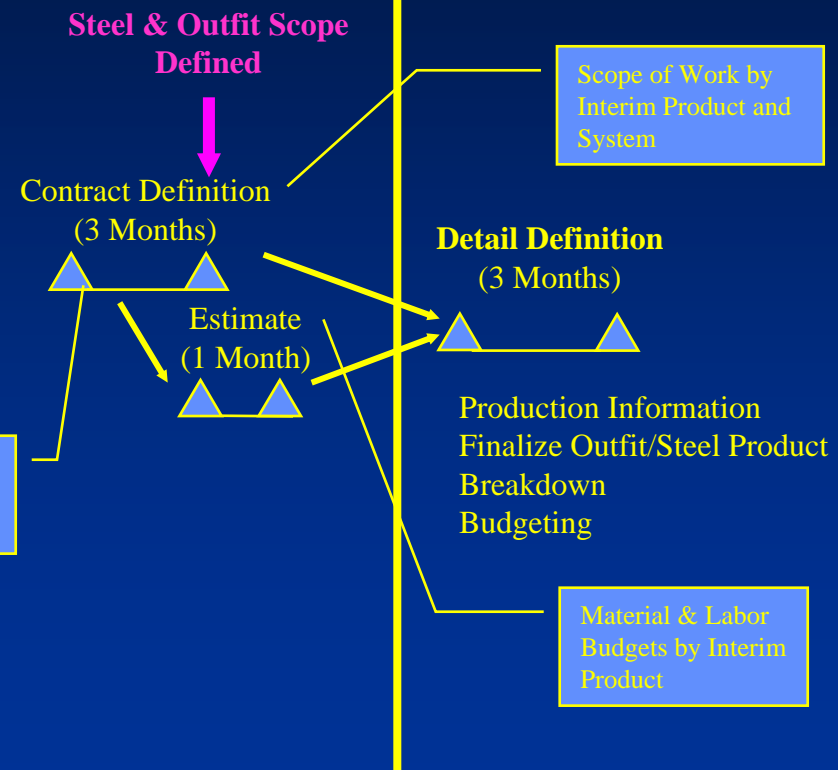 Steel & Outfit Scope
Defined
Scope of Work by
Interim Product and
System
Contract Definition
(3 Months)
Detail Definition
(3 Months)
Estimate
(1 Month)
Production Information
Finalize Outfit/Steel Product
Breakdown
Budgeting
Material & Labor
Budgets by Interim
Product